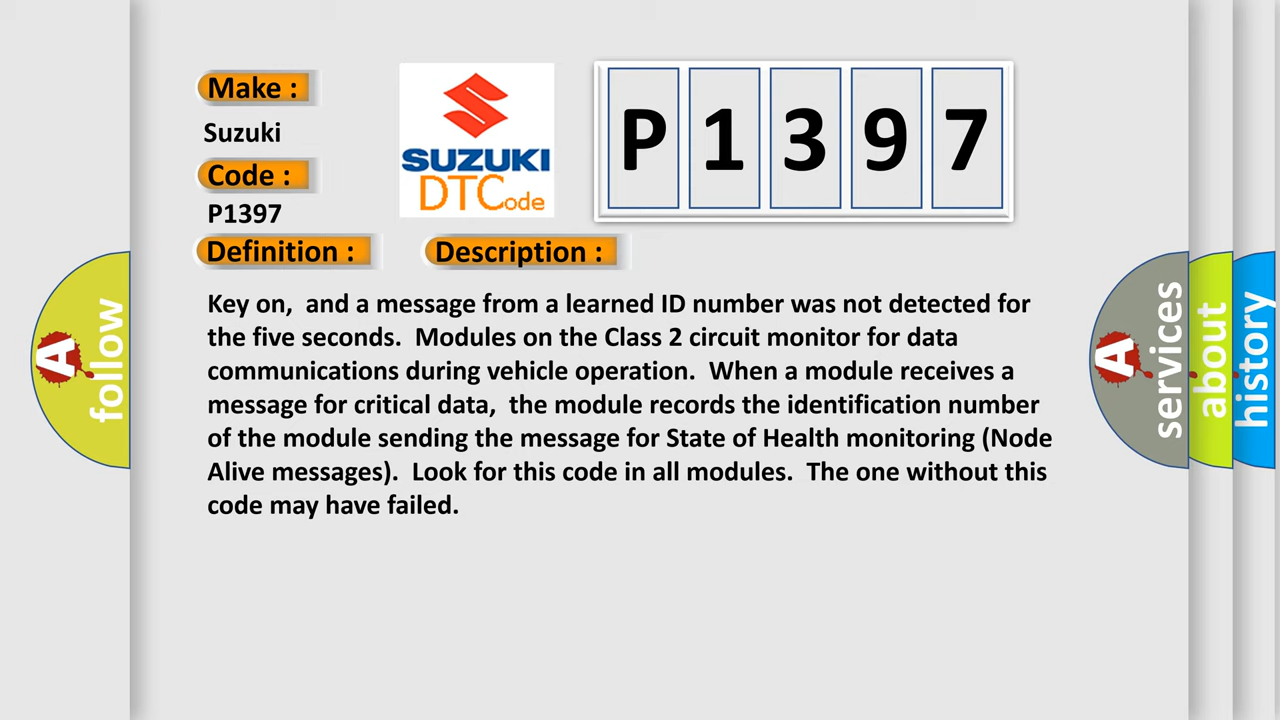 Make :
Suzuki
Code :
P1397
Definition :
Description :
SUZUKI
DTCode
P 1 3 9 7
Key on,  and a message from a learned ID number was not detected for
the five seconds  Modules on the Class 2 circuit monitor for data
communications during vehicle operation  When a module receives a
message for critical data,  the module records the identification number
of the module sending the message for State of Health monitoring (Node
Alive messages)  Look for this code in all modules  The one without this
code may have failed.
A
follow
A
services
about
history